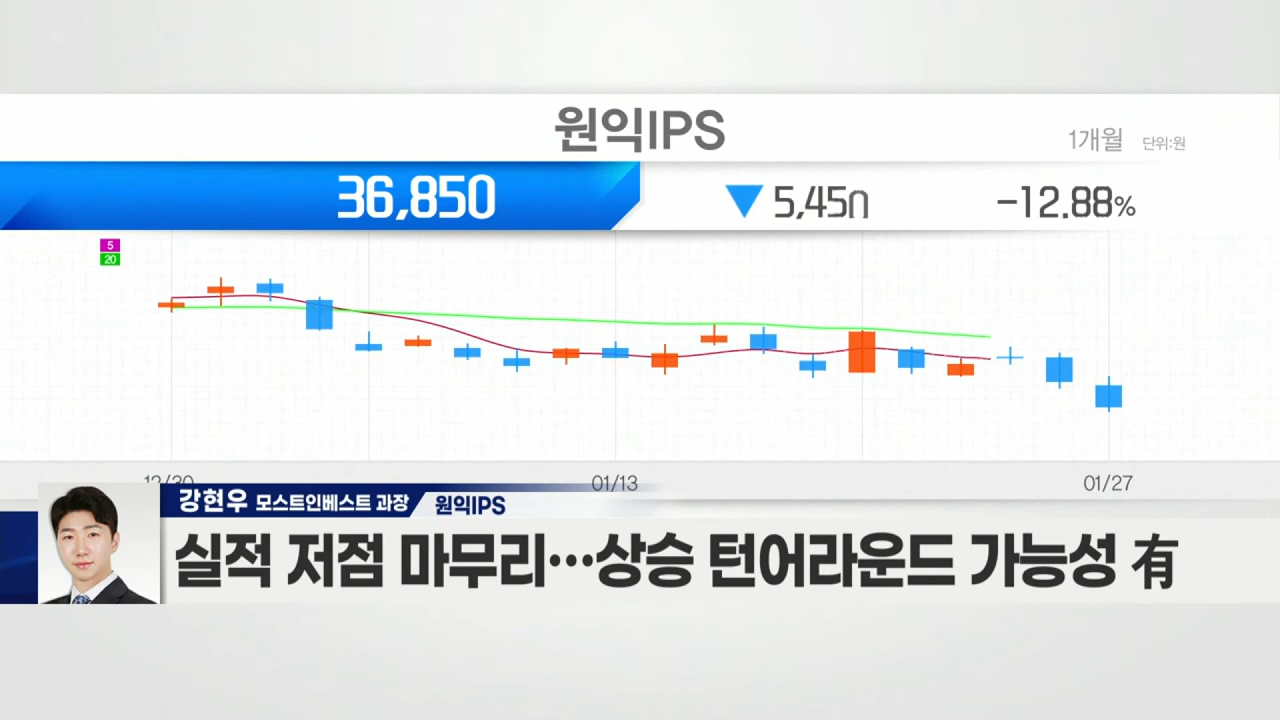 원익IPS
1개월 단위:원
36,850 ▼ 5,450 -12.88%
5
20
12/30 01/13 01/27
강현우 모스트인베스트 과장 원익IPS
실적 저점 마무리…상승 턴어라운드 가능성 有